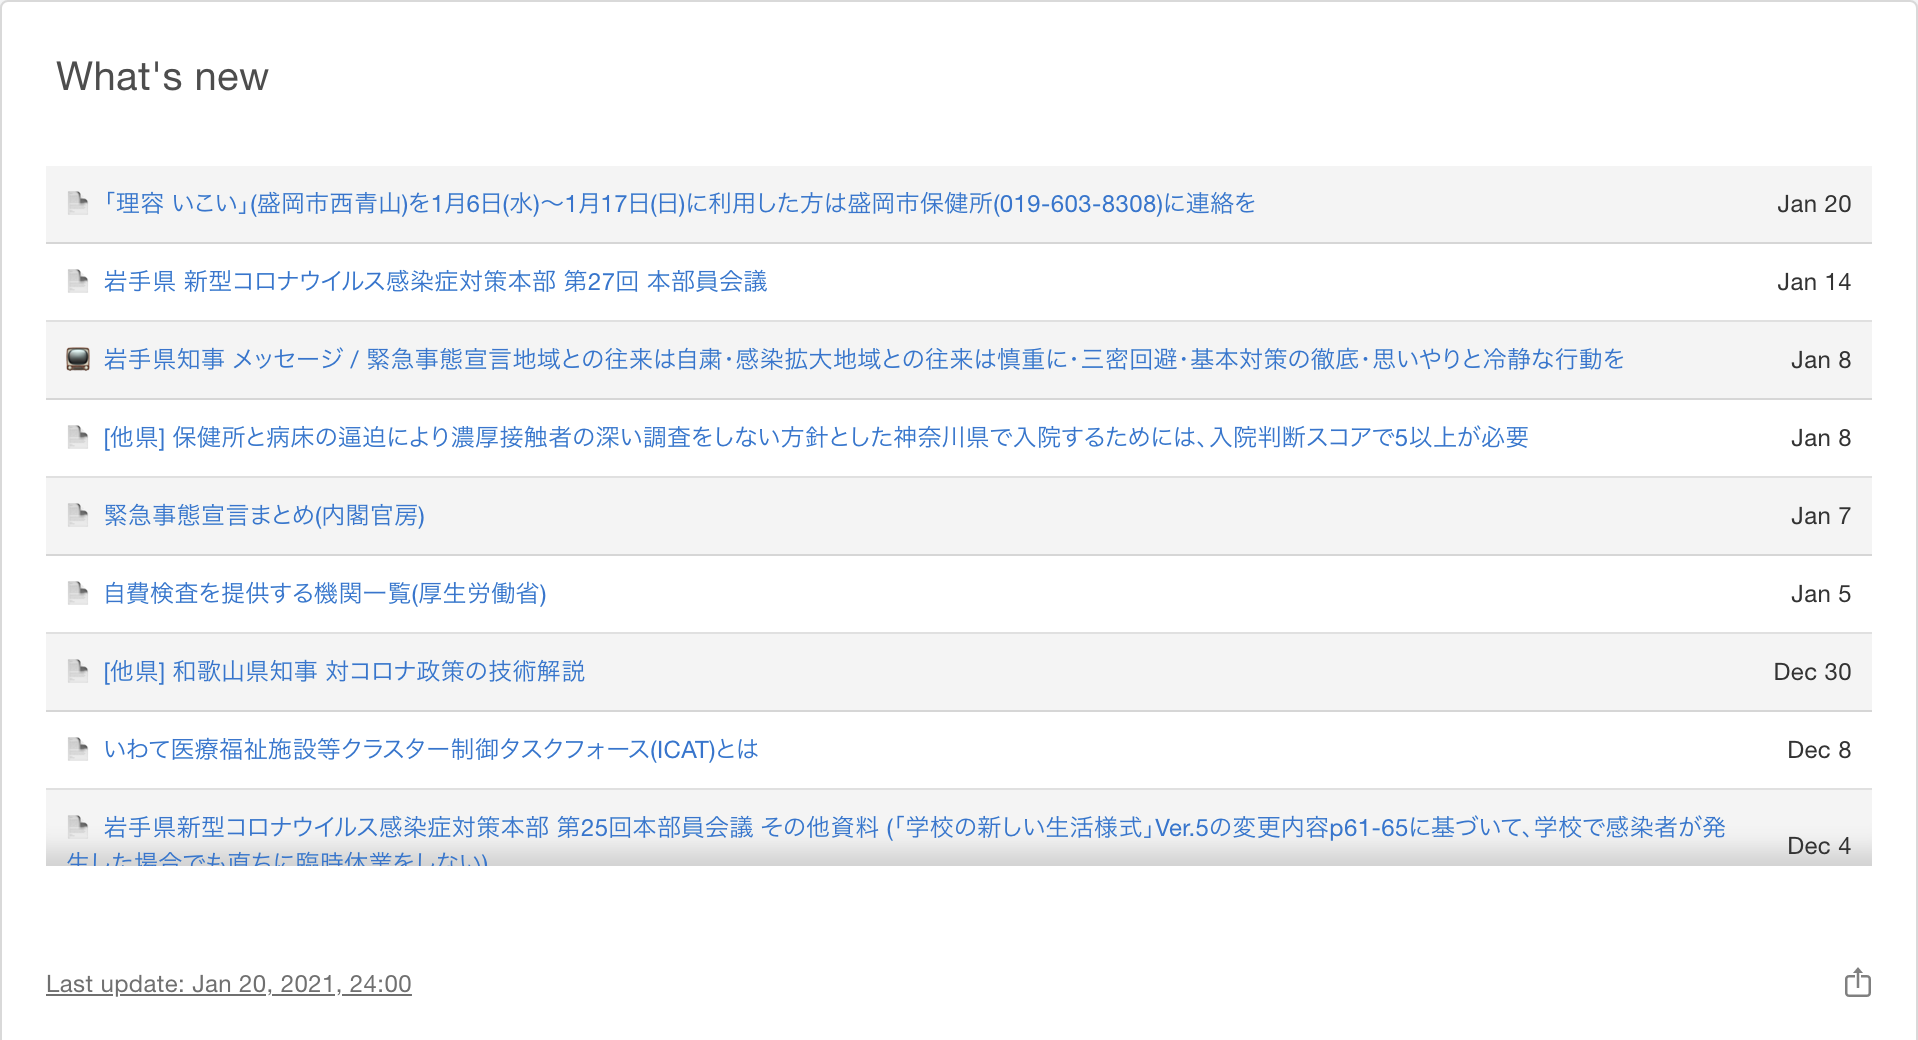 What's new
「理容 いこい」(盛岡市西青山)を1月6日(水)〜1月17日(日)に利用した方は盛岡市保健所(019-603-8308)に連絡を Jan 20
岩手県 新型コロナウイルス感染症対策本部 第27回 本部員会議 Jan 14
岩手県知事 メッセージ / 緊急事態宣言地域との往来は自粛・感染拡大地域との往来は慎重に・三密回避・基本対策の徹底・思いやりと冷静な行動を Jan 8
[他県] 保健所と病床の逼迫により濃厚接触者の深い調査をしない方針とした神奈川県で入院するためには、入院判断スコアで5以上が必要 Jan 8
緊急事態宣言まとめ(内閣官房) Jan 7
自費検査を提供する機関一覧(厚生労働省) Jan 5
[他県] 和歌山県知事 対コロナ政策の技術解説 Dec 30
いわて医療福祉施設等クラスター制御タスクフォース(ICAT)とは Dec 8
岩手県新型コロナウイルス感染症対策本部 第25回本部員会議 その他資料 (「学校の新しい生活様式」Ver.5の変更内容p61-65に基づいて、学校で感染者が発
生した場合でも直ちに臨時休業をしない) Dec 4
Last update: Jan 20, 2021, 24:00